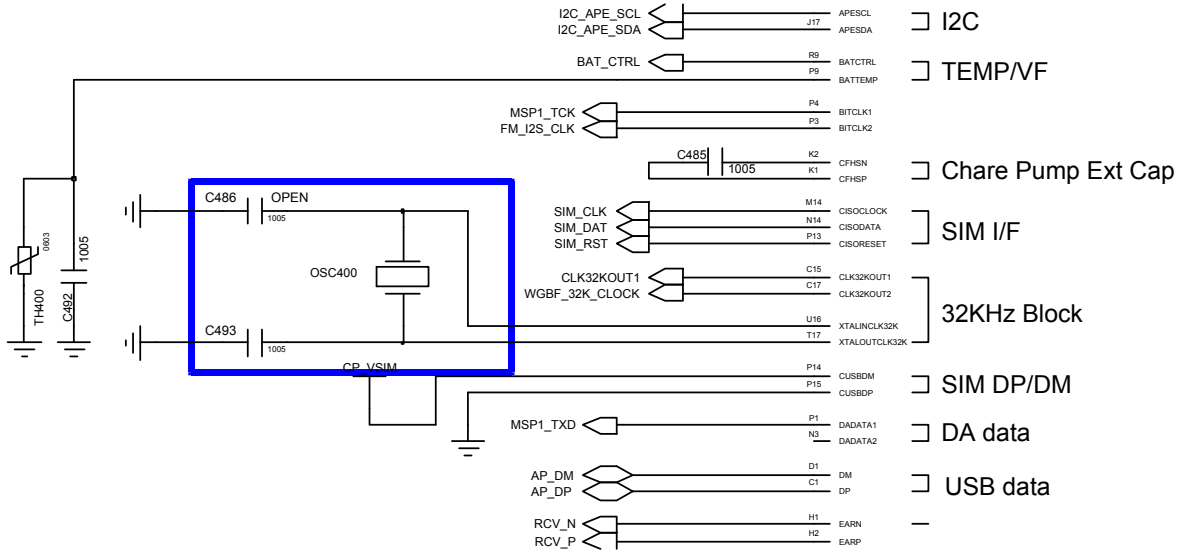 I2C_APE_SCL APESCL
I2C_APE_SDA J17 APESDA I2C
BAT_CTRL R9 BATCTRL
P9 BATTEMP TEMP/VF
MSP1_TCK P4 BITCLK1
FM_I2S_CLK P3 BITCLK2
C485 1005 K2 CFHSN
K1 CFHSP Chare Pump Ext Cap
C486 OPEN 1005
SIM_CLK M14 CISOCLOCK
SIM_DAT N14 CISODATA SIM I/F
SIM_RST P13 CISORESET
0603 TH400
1005 C492
OSC400
CLK32KOUT1 C15 CLK32KOUT1
WGBF_32K_CLOCK C17 CLK32KOUT2
32KHz Block
U16 XTALINCLK32K
C493 1005 T17 XTALOUTCLK32K
CP_VSIM P14 CUSBDM
P15 CUSBDP SIM DP/DM
MSP1_TXD P1 DADATA1
N3 DADATA2 DA data
AP_DM D1 DM
AP_DP C1 DP USB data
RCV_N H1 EARN
RCV_P H2 EARP